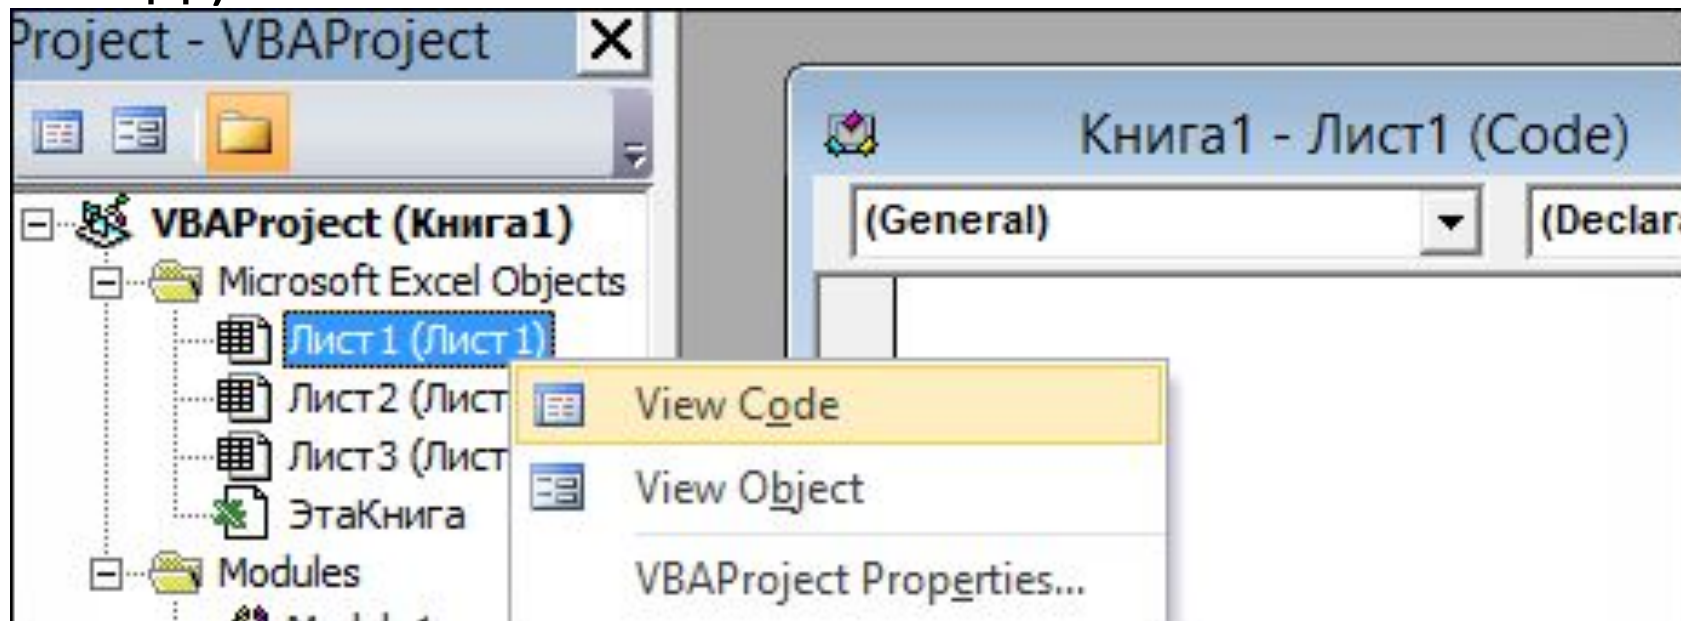 Project - VBAProject
Книга1 - Лист1 (Code)
(General)
VBAProject (Книга1)
Microsoft Excel Objects
Лист1 (Лист1)
Лист2 (Лист
Лист3 (Лист
ЭтаКнига
Modules
View Code
View Object
VBAProject Properties...